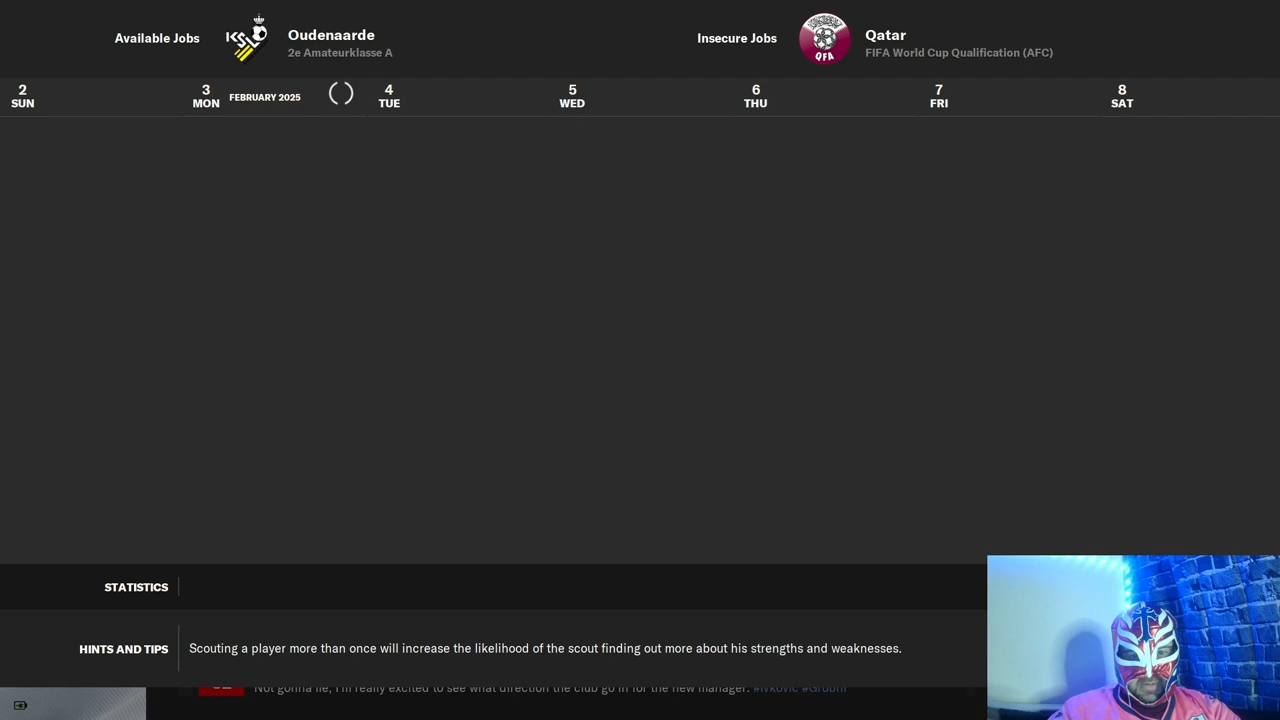 Available Jobs
KSV
Oudenaarde
2e Amateurklasse A
Insecure Jobs
QFA
Qatar
FIFA World Cup Qualification (AFC)
2
SUN
3
MON
FEBRUARY 2025
4
TUE
5
WED
6
THU
7
FRI
8
SAT
STATISTICS
HINTS AND TIPS
Scouting a player more than once will increase the likelihood of the scout finding out more about his strengths and weaknesses.
Not gonna lie, I'm really excited to see what direction the club go in for the new manager.